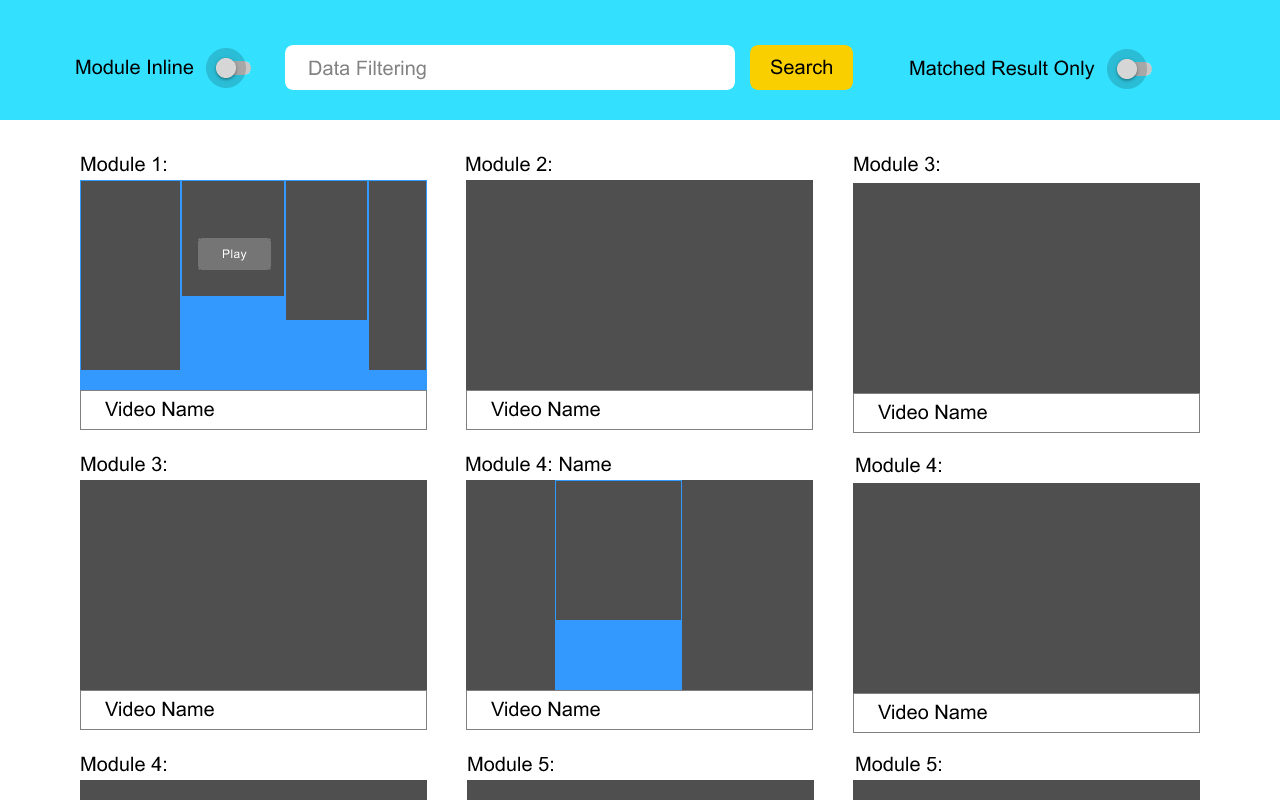 Module Inline
Data Filtering
Search
Matched Result Only
Module 1:
Module 2:
Module 3:
Play
Video Name
Video Name
Video Name
Module 3:
Module 4: Name
Module 4:
Video Name
Video Name
Video Name
Module 4:
Module 5:
Module 5: